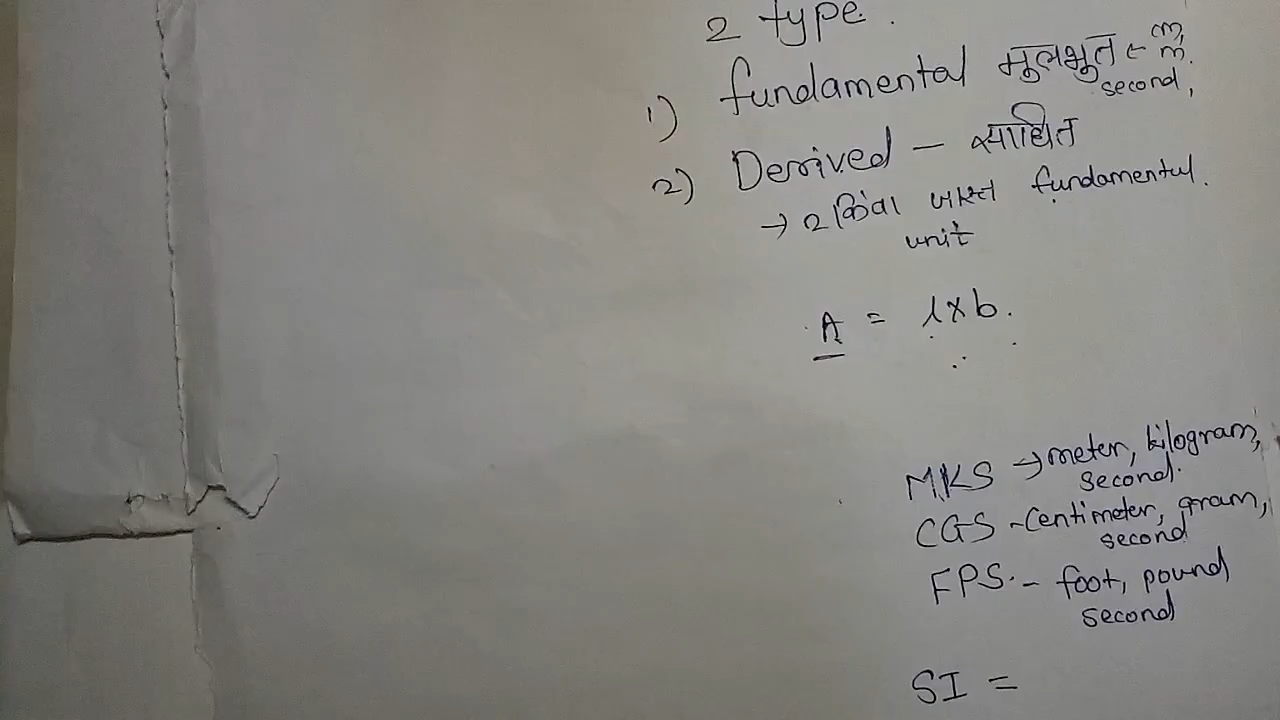 2 type.
1) fundamental मुलभुत ← m, m.
second,
2) Derived – साधित
→ 2 किंवा जास्त fundamental.
unit
A = l x b.
MKS → meter, kilogram,
second.
CGS - Centimeter, gram,
second
FPS. - foot, pound
second
SI =